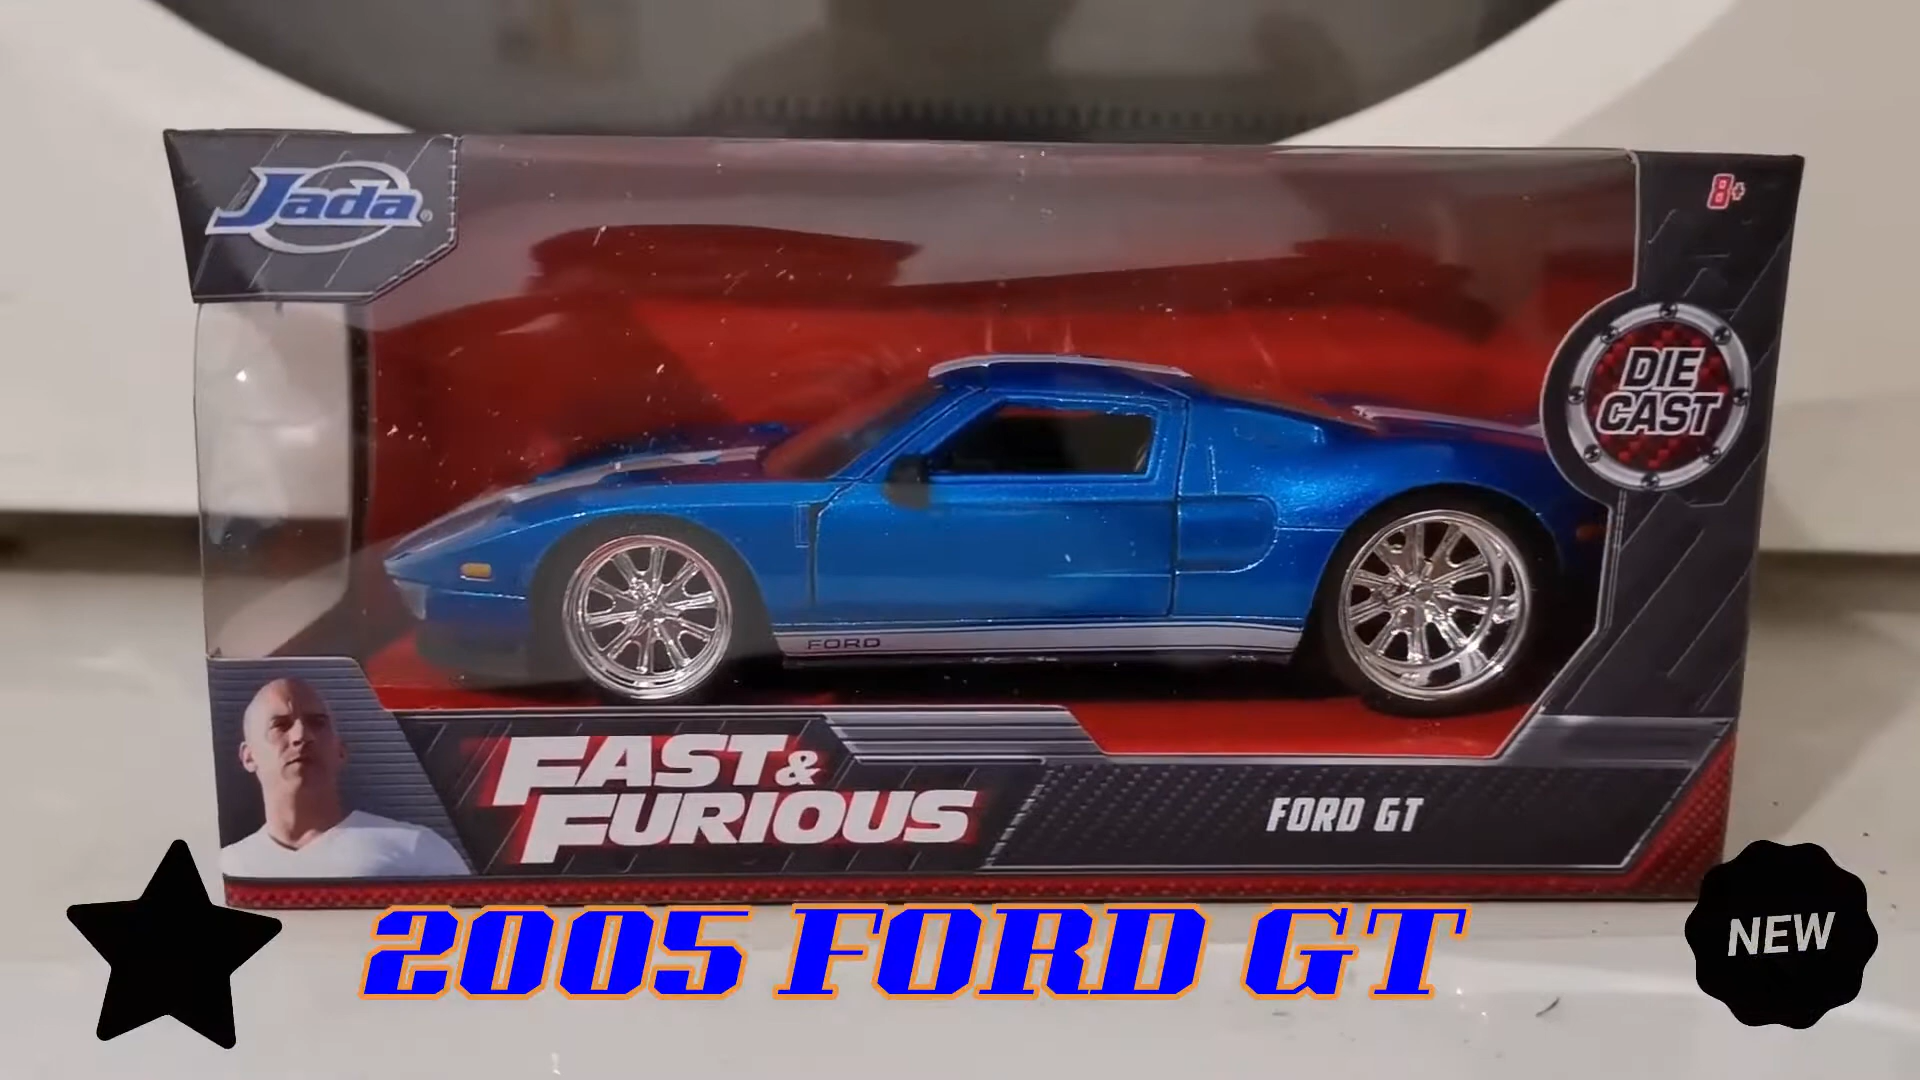 Jada
8+
DIE
CAST
FORD
FAST &
FURIOUS
FORD GT
2005 FORD GT
NEW